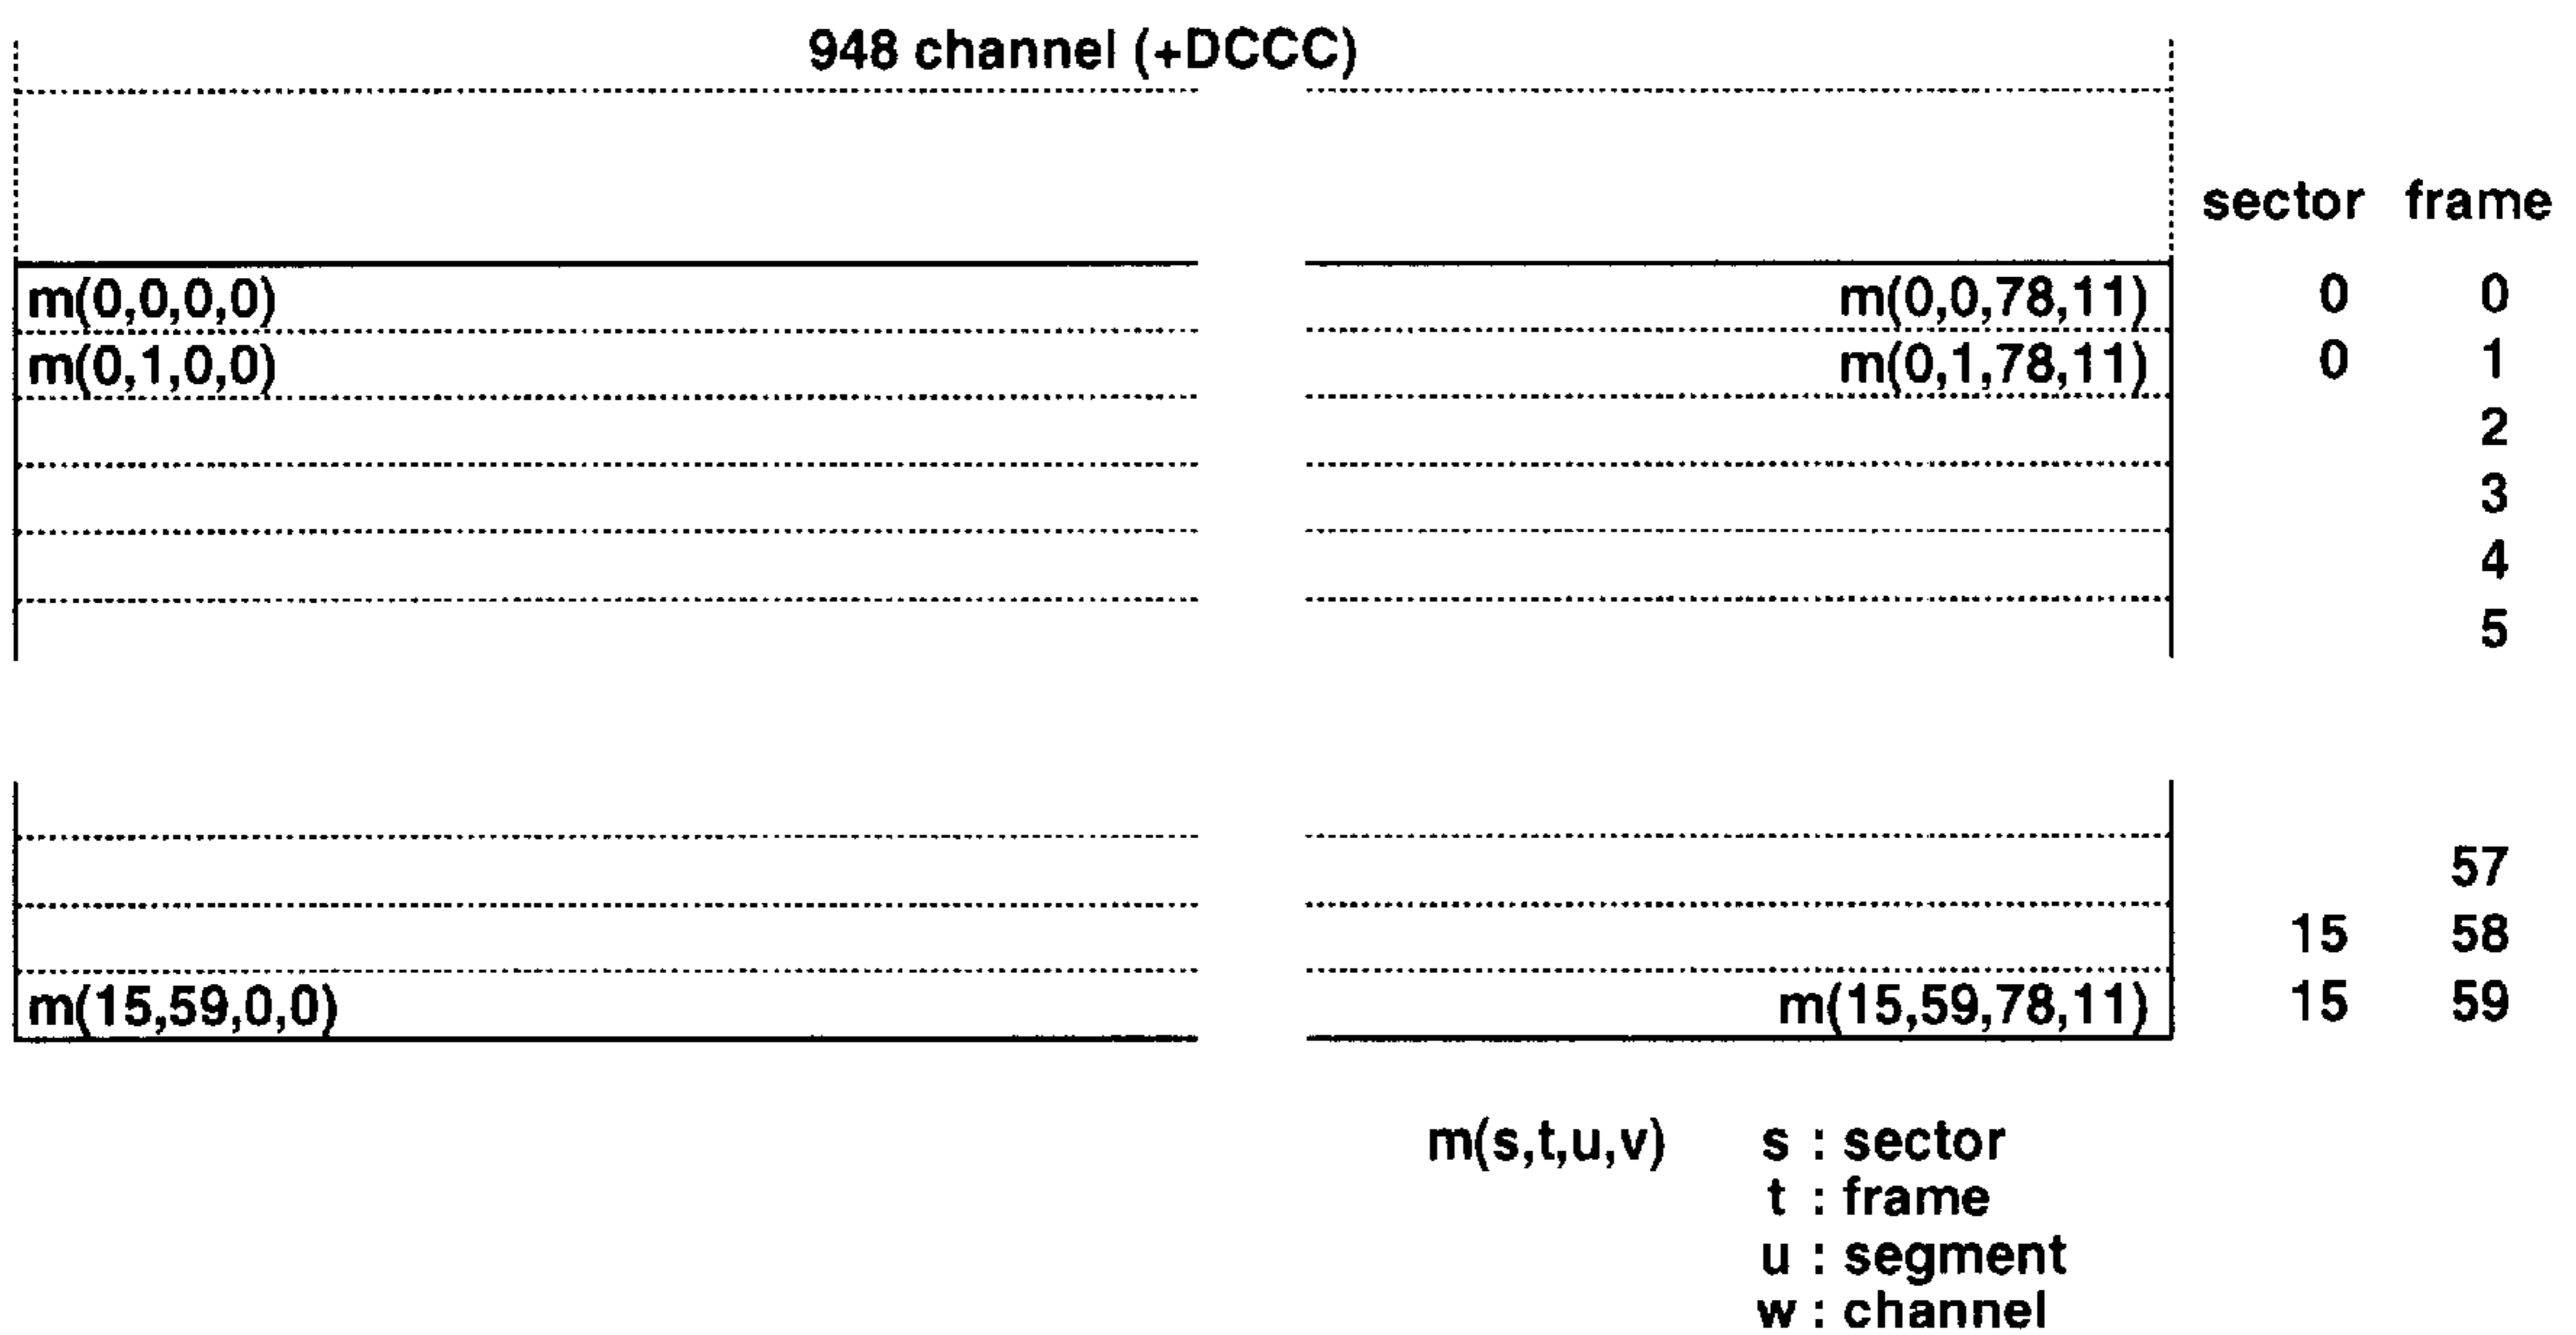 948 channel (+DCCC)
sector frame
m(0,0,0,0) m(0,0,78,11) 0 0
m(0,1,0,0) m(0,1,78,11) 0 1
2
3
4
5
57
15 58
m(15,59,0,0) m(15,59,78,11) 15 59
m(s,t,u,v) s : sector
t : frame
u : segment
w : channel